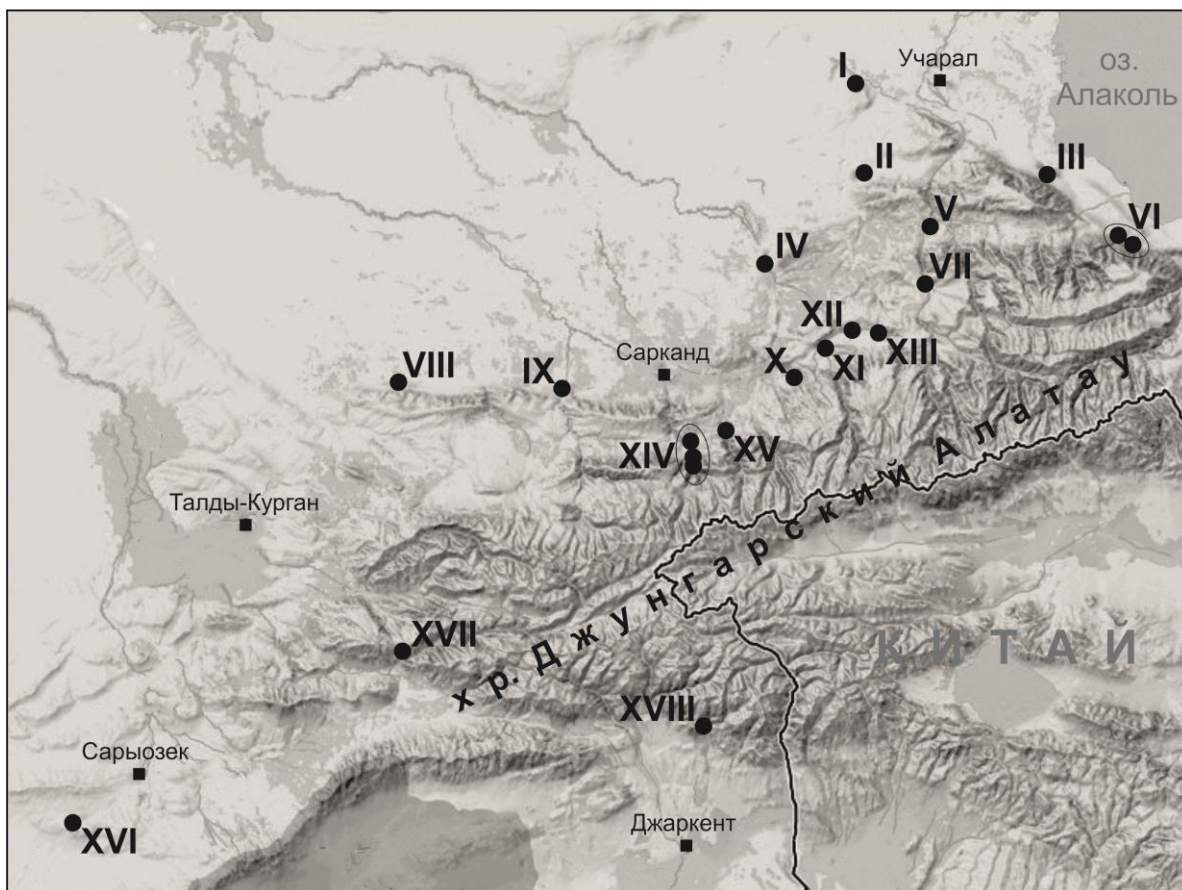 I
Учарал
оз.
Алаколь
II
III
V
VI
IV
VII
XII
XIII
XI
X
Сарканд
VIII
IX
XIV
XV
Талды-Курган
хр. Джунгарский Алатау
КИТАЙ
XVII
XVIII
Сарыозек
XVI
Джаркент